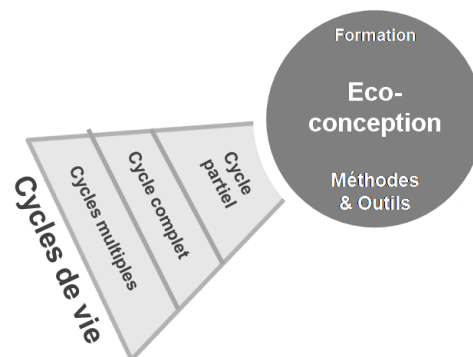 Formation
Eco-
conception
Méthodes
& Outils
Cycle
partiel
Cycle complet
Cycles multiples
Cycles de vie